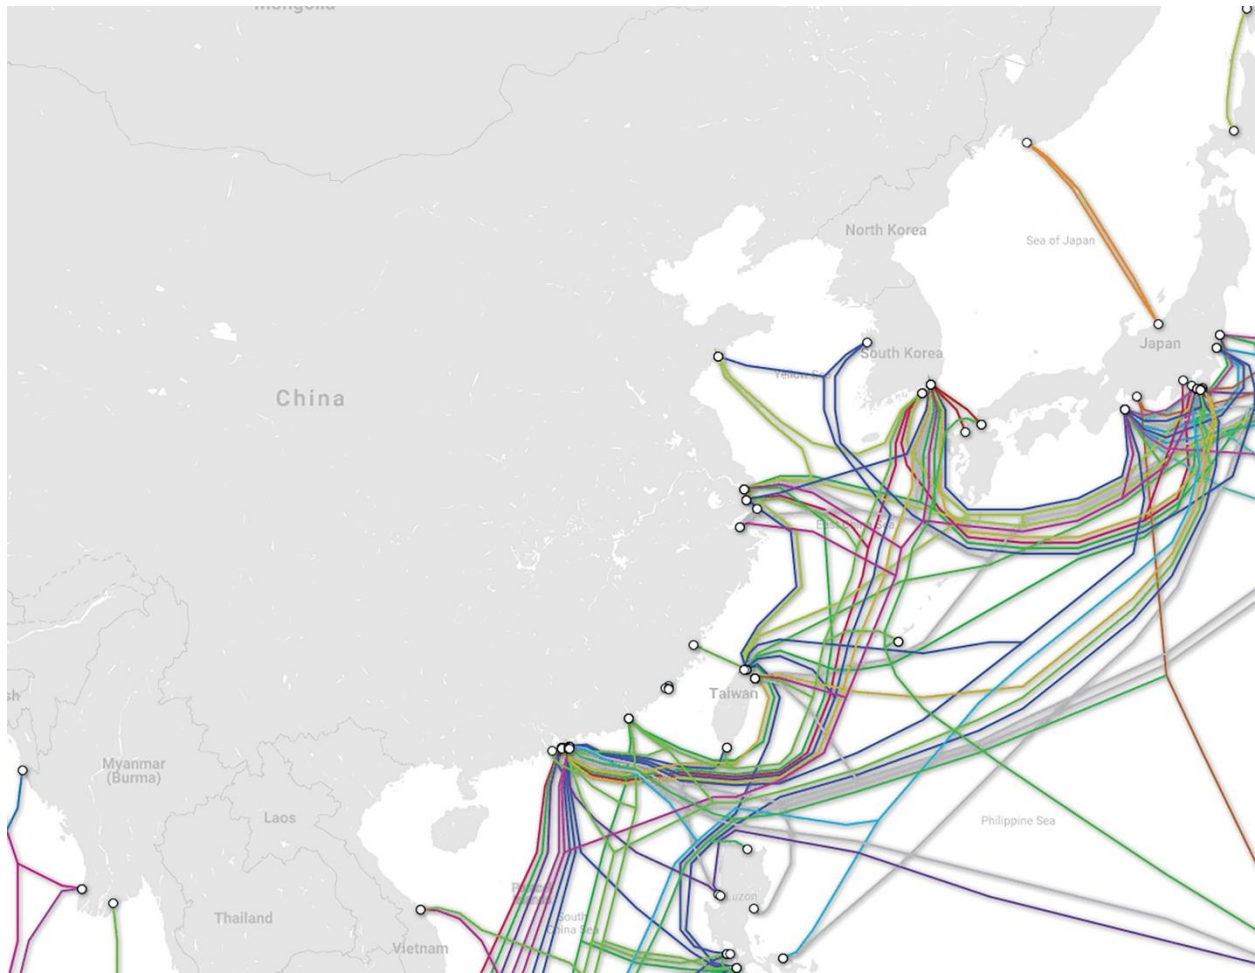 Mongolia
North Korea
Sea of Japan
Japan
South Korea
Yellow Sea
China
East China Sea
Taiwan
sh
Myanmar
(Burma)
Laos
Philippine Sea
Luzon
South
China Sea
Thailand
Vietnam